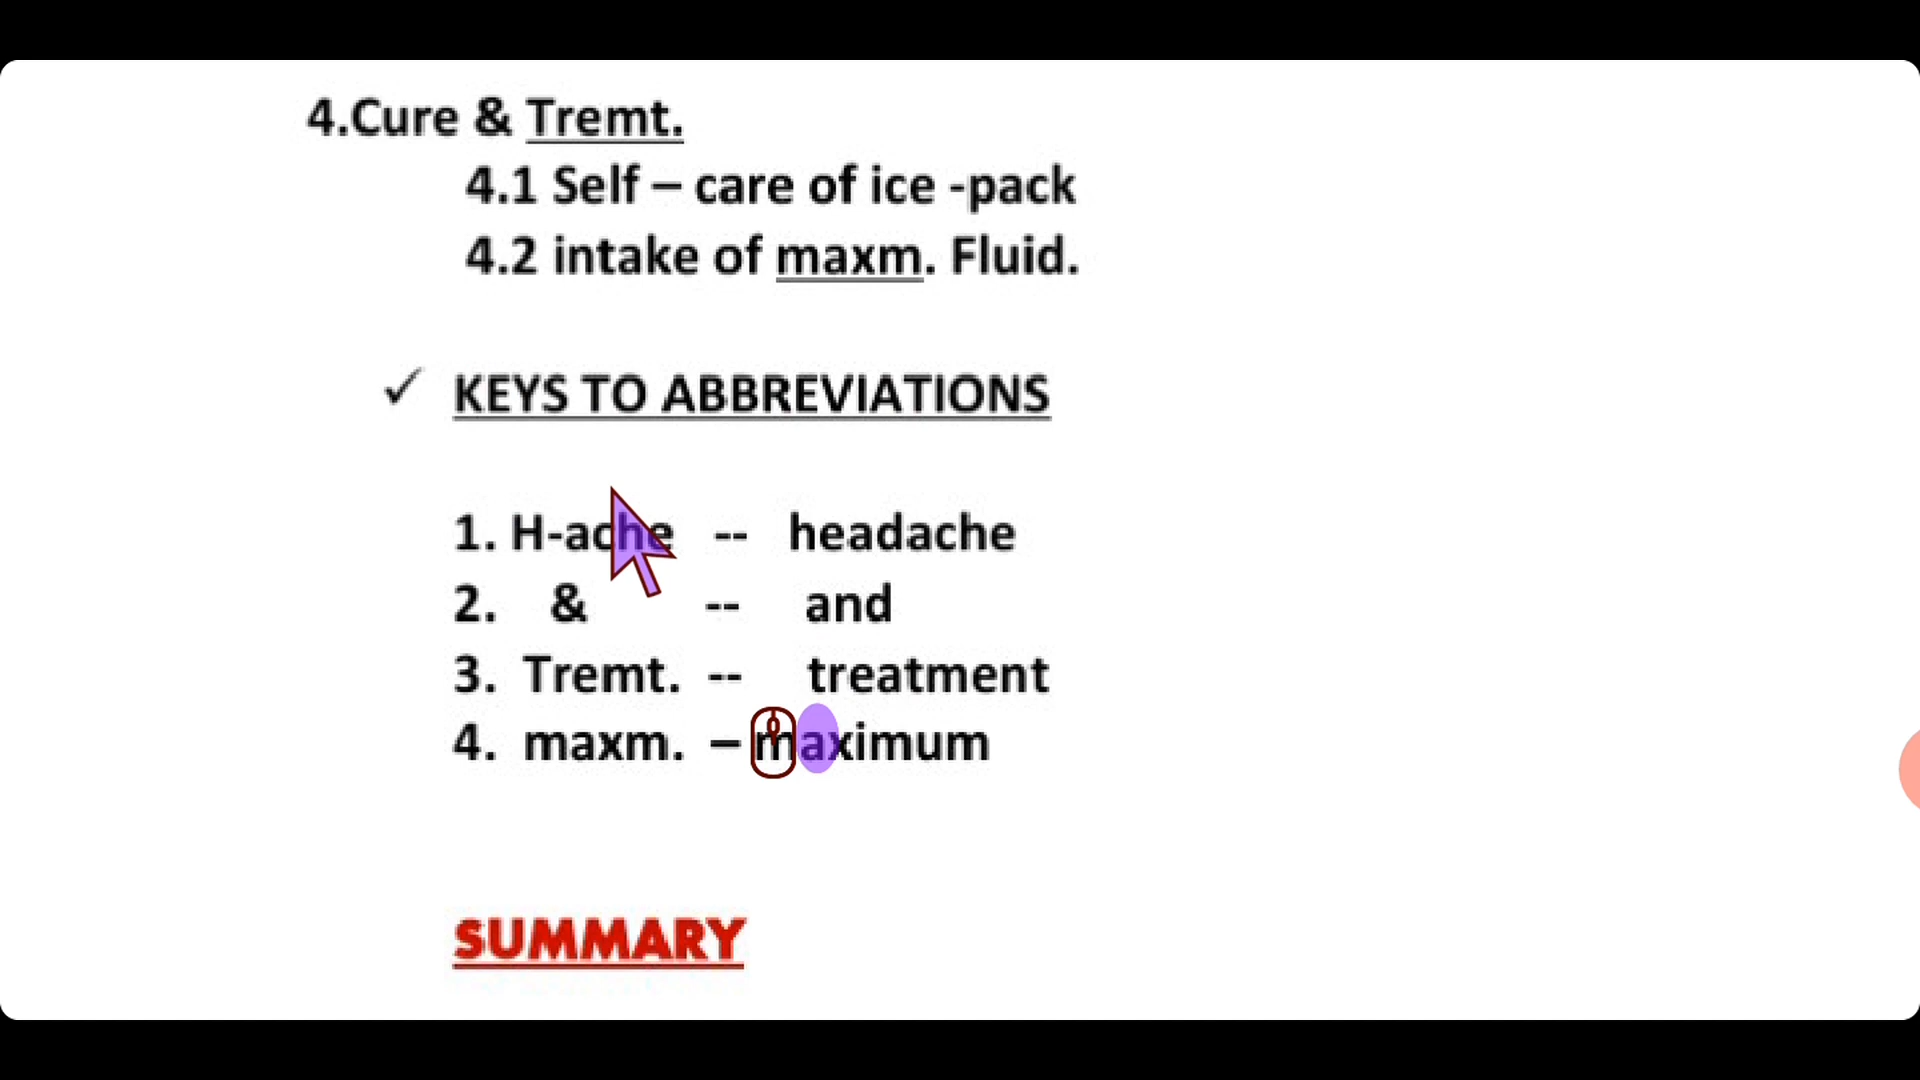 4.Cure & Tremt.
4.1 Self – care of ice -pack
4.2 intake of maxm. Fluid.
✓ KEYS TO ABBREVIATIONS
1. H-ache -- headache
2. & -- and
3. Tremt. -- treatment
4. maxm. – maximum
SUMMARY